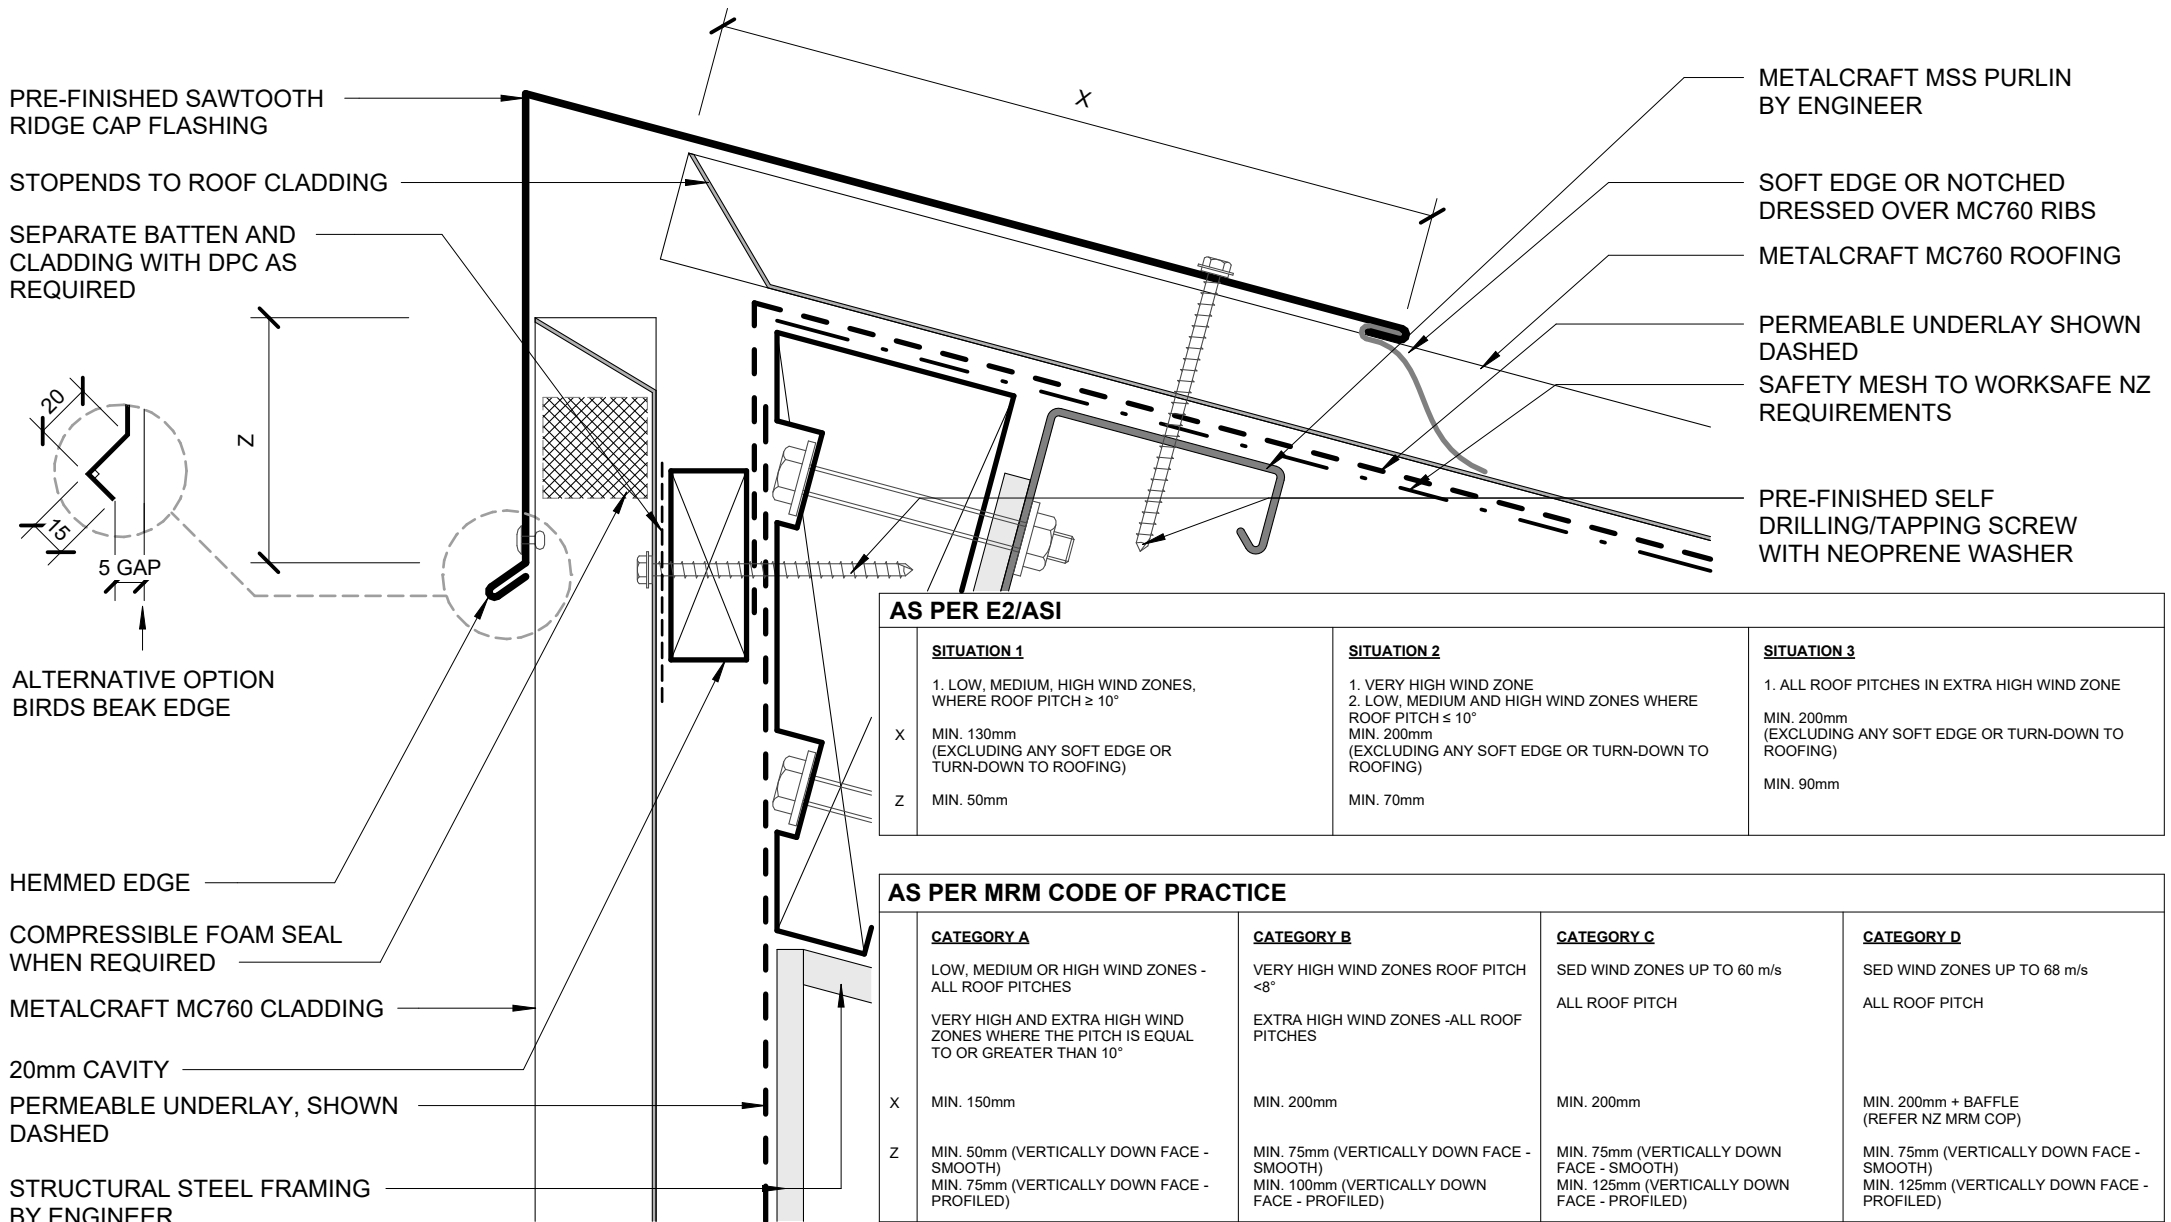 PRE-FINISHED SAWTOOTH
RIDGE CAP FLASHING
STOPENDS TO ROOF CLADDING
SEPARATE BATTEN AND
CLADDING WITH DPC AS
REQUIRED
X
Z
20
15
5 GAP
ALTERNATIVE OPTION
BIRDS BEAK EDGE
HEMMED EDGE
COMPRESSIBLE FOAM SEAL
WHEN REQUIRED
METALCRAFT MC760 CLADDING
20mm CAVITY
PERMEABLE UNDERLAY, SHOWN
DASHED
STRUCTURAL STEEL FRAMING
BY ENGINEER
METALCRAFT MSS PURLIN
BY ENGINEER
SOFT EDGE OR NOTCHED
DRESSED OVER MC760 RIBS
METALCRAFT MC760 ROOFING
PERMEABLE UNDERLAY SHOWN
DASHED
SAFETY MESH TO WORKSAFE NZ
REQUIREMENTS
PRE-FINISHED SELF
DRILLING/TAPPING SCREW
WITH NEOPRENE WASHER
AS PER E2/ASI
SITUATION 1
1. LOW, MEDIUM, HIGH WIND ZONES,
WHERE ROOF PITCH ≥ 10°
X
MIN. 130mm
(EXCLUDING ANY SOFT EDGE OR
TURN-DOWN TO ROOFING)
Z
MIN. 50mm
SITUATION 2
1. VERY HIGH WIND ZONE
2. LOW, MEDIUM AND HIGH WIND ZONES WHERE
ROOF PITCH ≤ 10°
MIN. 200mm
(EXCLUDING ANY SOFT EDGE OR TURN-DOWN TO
ROOFING)
MIN. 70mm
SITUATION 3
1. ALL ROOF PITCHES IN EXTRA HIGH WIND ZONE
MIN. 200mm
(EXCLUDING ANY SOFT EDGE OR TURN-DOWN TO
ROOFING)
MIN. 90mm
AS PER MRM CODE OF PRACTICE
CATEGORY A
LOW, MEDIUM OR HIGH WIND ZONES -
ALL ROOF PITCHES
VERY HIGH AND EXTRA HIGH WIND
ZONES WHERE THE PITCH IS EQUAL
TO OR GREATER THAN 10°
X
MIN. 150mm
Z
MIN. 50mm (VERTICALLY DOWN FACE -
SMOOTH)
MIN. 75mm (VERTICALLY DOWN FACE -
PROFILED)
CATEGORY B
VERY HIGH WIND ZONES ROOF PITCH
<8°
EXTRA HIGH WIND ZONES -ALL ROOF
PITCHES
MIN. 200mm
MIN. 75mm (VERTICALLY DOWN FACE -
SMOOTH)
MIN. 100mm (VERTICALLY DOWN
FACE - PROFILED)
CATEGORY C
SED WIND ZONES UP TO 60 m/s
ALL ROOF PITCH
MIN. 200mm
MIN. 75mm (VERTICALLY DOWN
FACE - SMOOTH)
MIN. 125mm (VERTICALLY DOWN
FACE - PROFILED)
CATEGORY D
SED WIND ZONES UP TO 68 m/s
ALL ROOF PITCH
MIN. 200mm + BAFFLE
(REFER NZ MRM COP)
MIN. 75mm (VERTICALLY DOWN FACE -
SMOOTH)
MIN. 125mm (VERTICALLY DOWN FACE -
PROFILED)